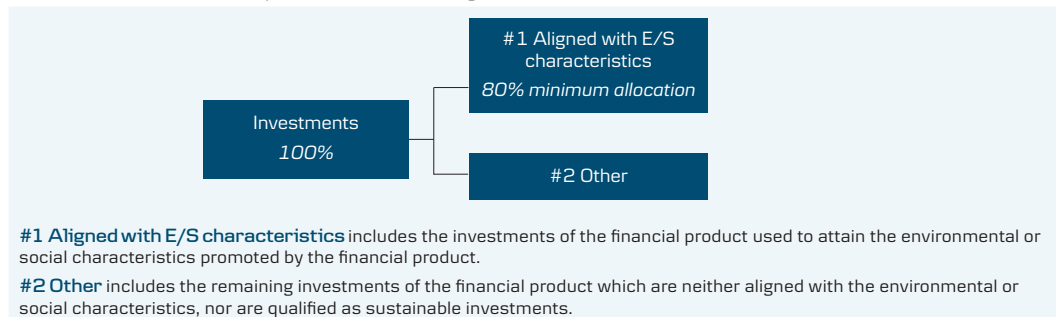 #1 Aligned with E/S
characteristics
80% minimum allocation
Investments
100%
#2 Other
#1 Aligned with E/S characteristics includes the investments of the financial product used to attain the environmental or
social characteristics promoted by the financial product.
#2 Other includes the remaining investments of the financial product which are neither aligned with the environmental or
social characteristics, nor are qualified as sustainable investments.